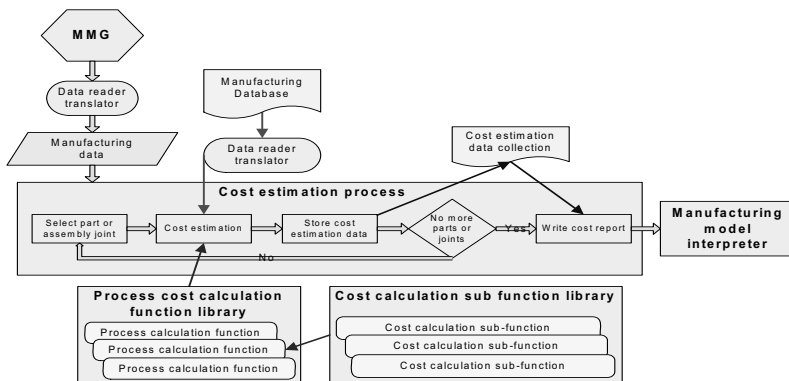 MMG
Data reader
translator
Manufacturing
data
Manufacturing
Database
Data reader
translator
Cost estimation
data collection
Cost estimation process
Select part or
assembly joint
Cost estimation
Store cost
estimation data
No more
parts or
joints
Yes
Write cost report
No
Manufacturing
model
interpreter
Process cost calculation
function library
Process calculation function
Process calculation function
Process calculation function
Cost calculation sub function library
Cost calculation sub-function
Cost calculation sub-function
Cost calculation sub-function